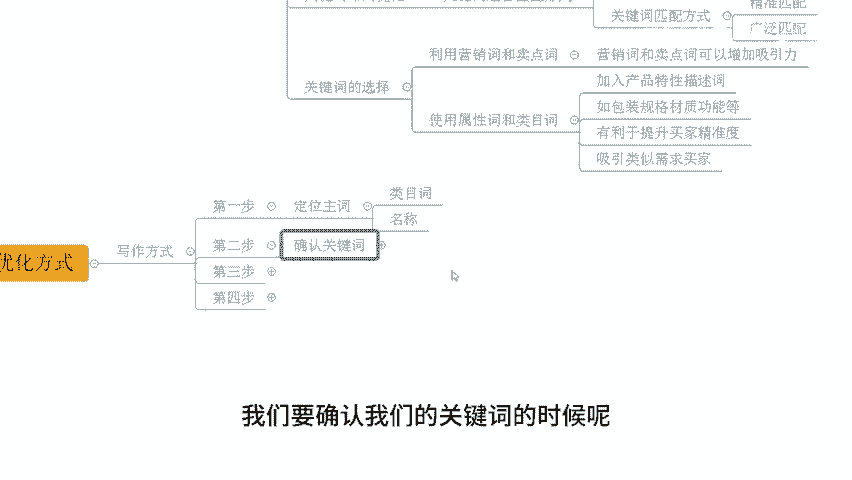 精准匹配
关键词匹配方式
广泛匹配
利用营销词和卖点词
营销词和卖点词可以增加吸引力
关键词的选择
加入产品特性描述词
如包装规格材质功能等
使用属性词和类目词
有利于提升买家精准度
吸引类似需求买家
类目词
第一步
定位主词
名称
写作方式
第二步
确认关键词
优化方式
第三步
第四步
我们要确认我们的关键词的时候呢